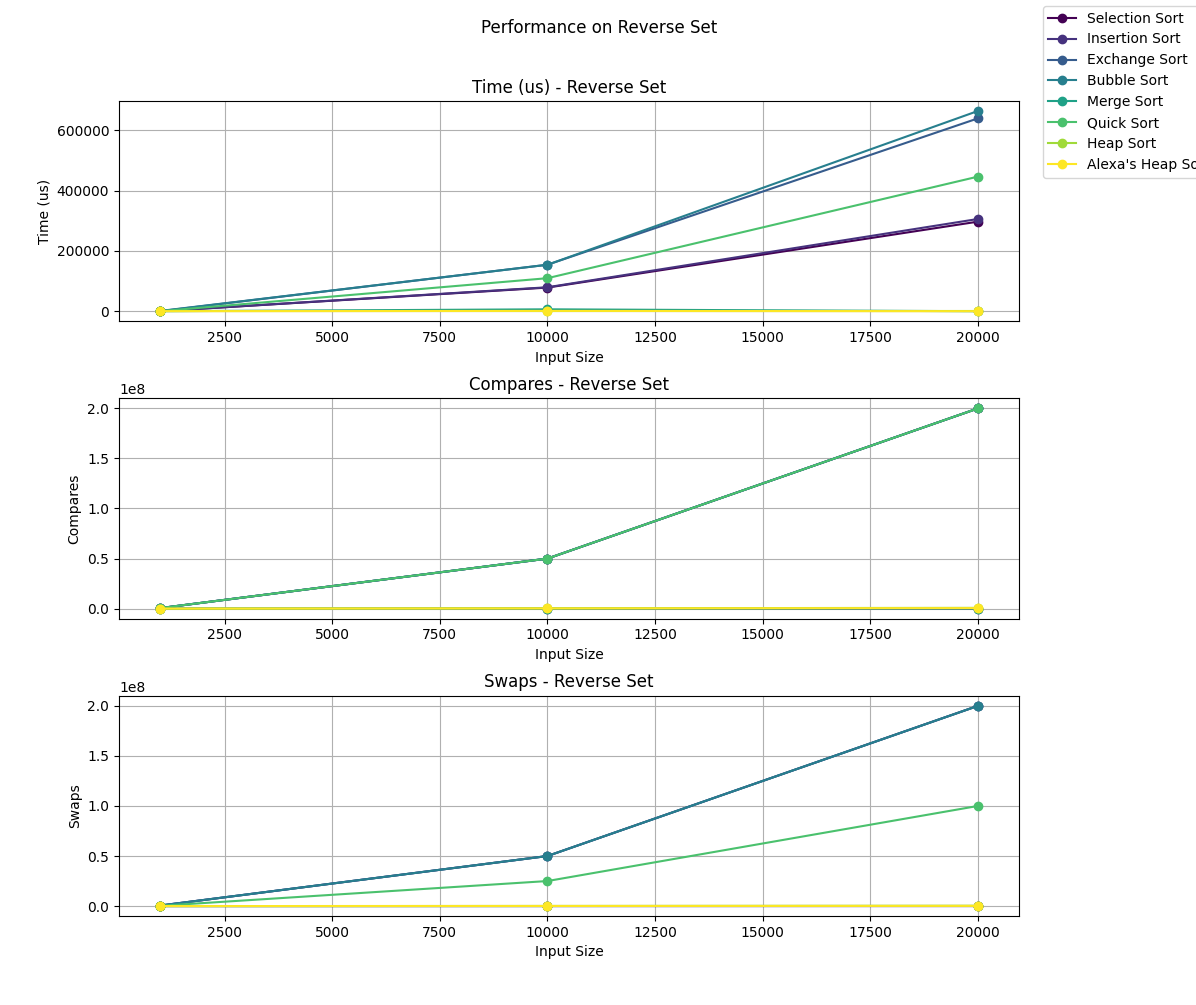 Performance on Reverse Set
Selection Sort
Insertion Sort
Exchange Sort
Bubble Sort
Merge Sort
Quick Sort
Heap Sort
Alexa's Heap So
Time (us) - Reverse Set
Time (us)
600000
400000
200000
0
2500 5000 7500 10000 12500 15000 17500 20000
Input Size
Compares - Reverse Set
1e8
Compares
2.0
1.5
1.0
0.5
0.0
2500 5000 7500 10000 12500 15000 17500 20000
Input Size
Swaps - Reverse Set
1e8
Swaps
2.0
1.5
1.0
0.5
0.0
2500 5000 7500 10000 12500 15000 17500 20000
Input Size